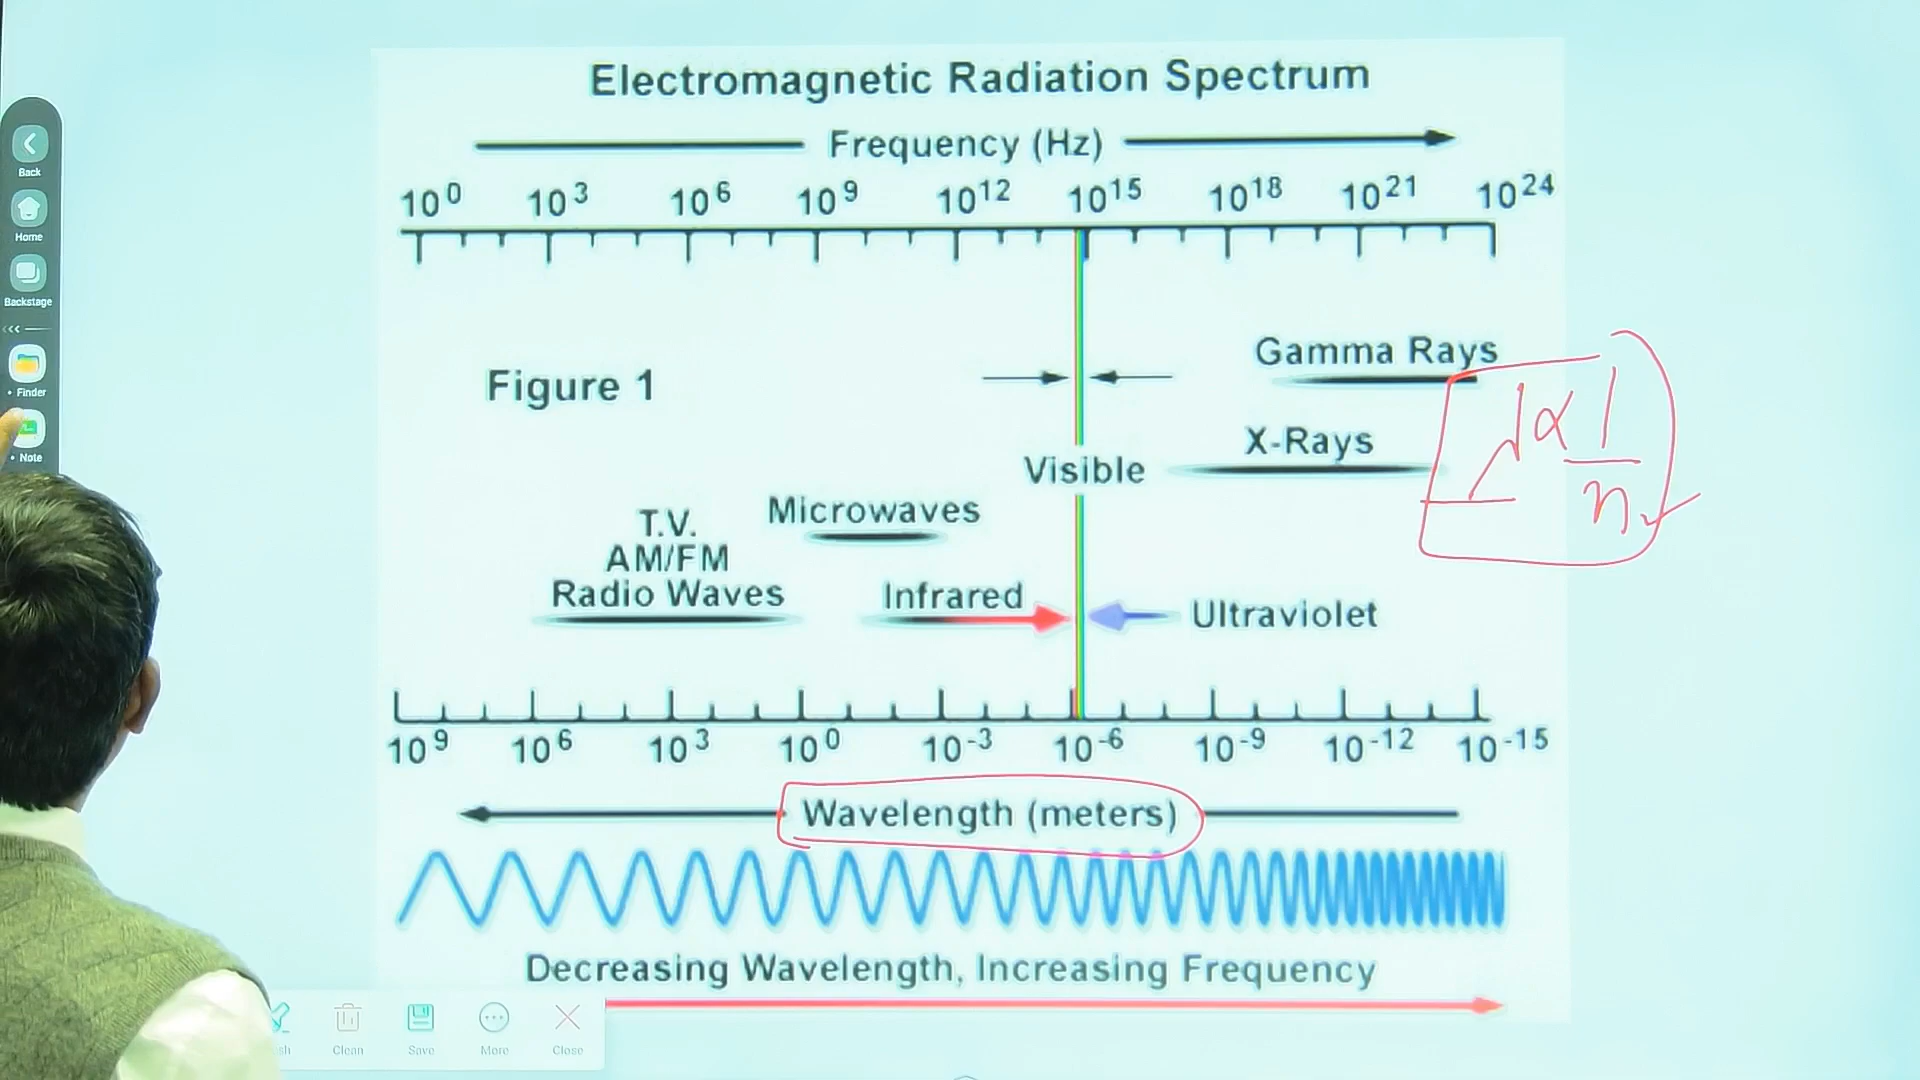 Electromagnetic Radiation Spectrum
Frequency (Hz)
10⁰ 10³ 10⁶ 10⁹ 10¹² 10¹⁵ 10¹⁸ 10²¹ 10²⁴
Back
Home
Backstage
Finder
Note
Figure 1
Gamma Rays
X-Rays
Visible
Microwaves
T.V.
AM/FM
Radio Waves
Infrared
Ultraviolet
λ α 1/n
10⁹ 10⁶ 10³ 10⁰ 10⁻³ 10⁻⁶ 10⁻⁹ 10⁻¹² 10⁻¹⁵
Wavelength (meters)
Decreasing Wavelength, Increasing Frequency
Clean Save More Close